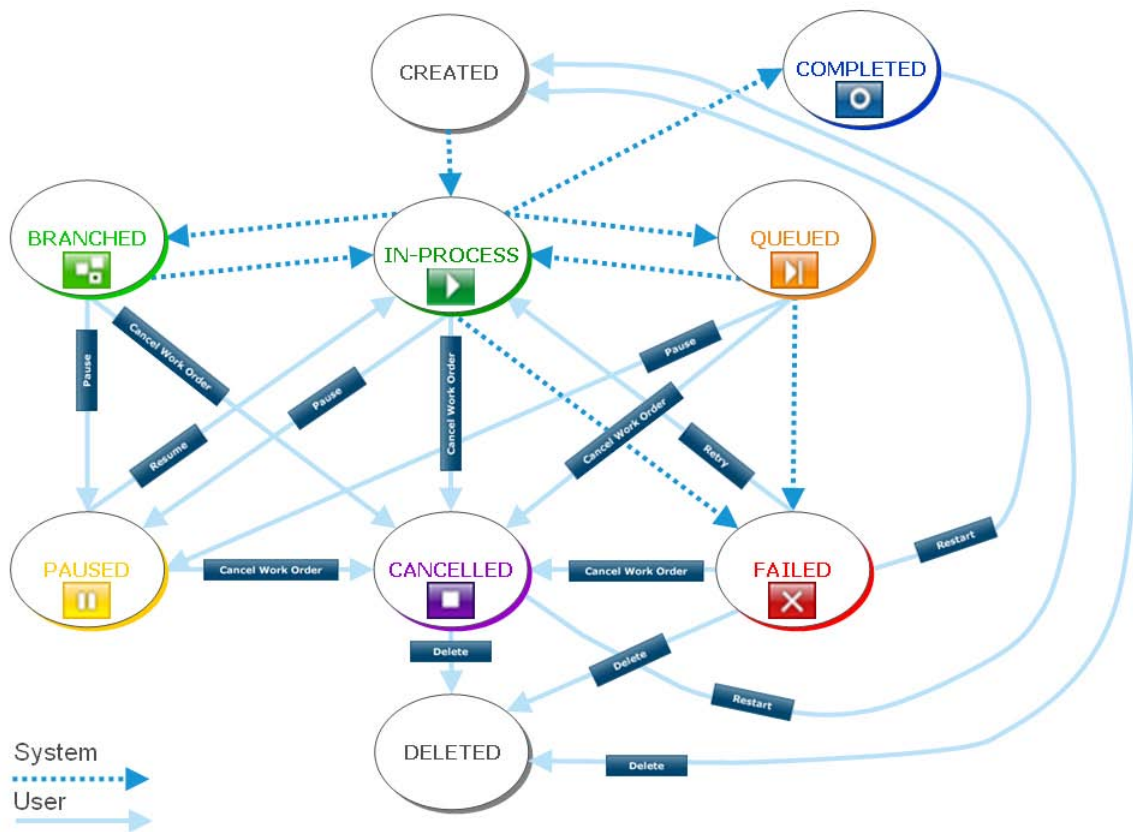 CREATED
COMPLETED
BRANCHED
IN-PROCESS
QUEUED
Cancel Work Order
Pause
Pause
Cancel Work Order
Pause
Cancel Work Order
Resume
Retry
Restart
PAUSED
Cancel Work Order
CANCELLED
Cancel Work Order
FAILED
Delete
Delete
Restart
DELETED
Delete
System
User